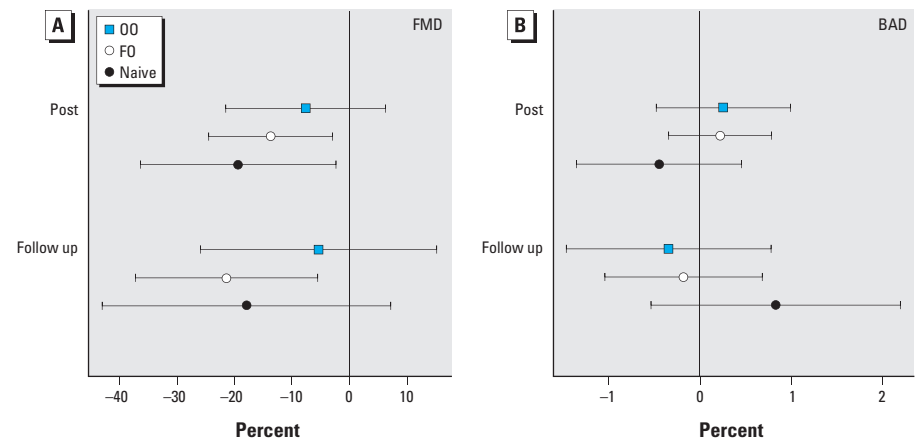 A
FMD
OO
FO
Naive
Post
Follow up
–40 –30 –20 –10 0 10
Percent
B
BAD
Post
Follow up
–1 0 1 2
Percent